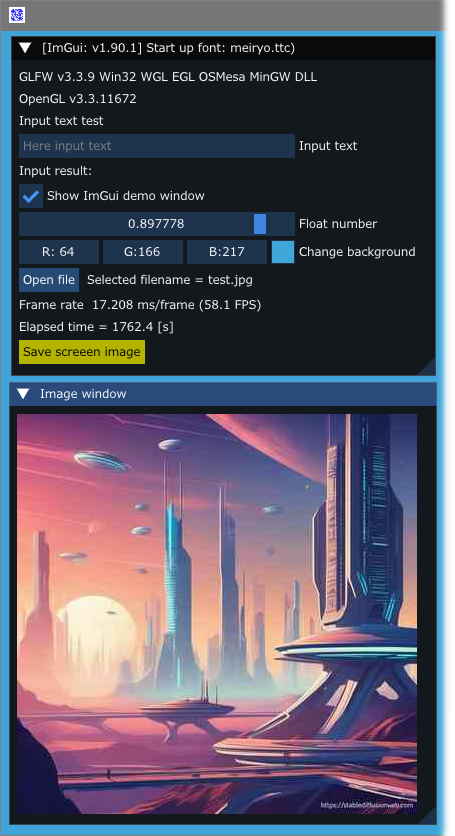 [ImGui: v1.90.1] Start up font: meiryo.ttc)
GLFW v3.3.9 Win32 WGL EGL OSMesa MinGW DLL
OpenGL v3.3.11672
Input text test
Here input text Input text
Input result:
Show ImGui demo window
0.897778 Float number
R: 64 G:166 B:217 Change background
Open file Selected filename = test.jpg
Frame rate 17.208 ms/frame (58.1 FPS)
Elapsed time = 1762.4 [s]
Save screeen image
Image window
https://stablediffusionweb.com